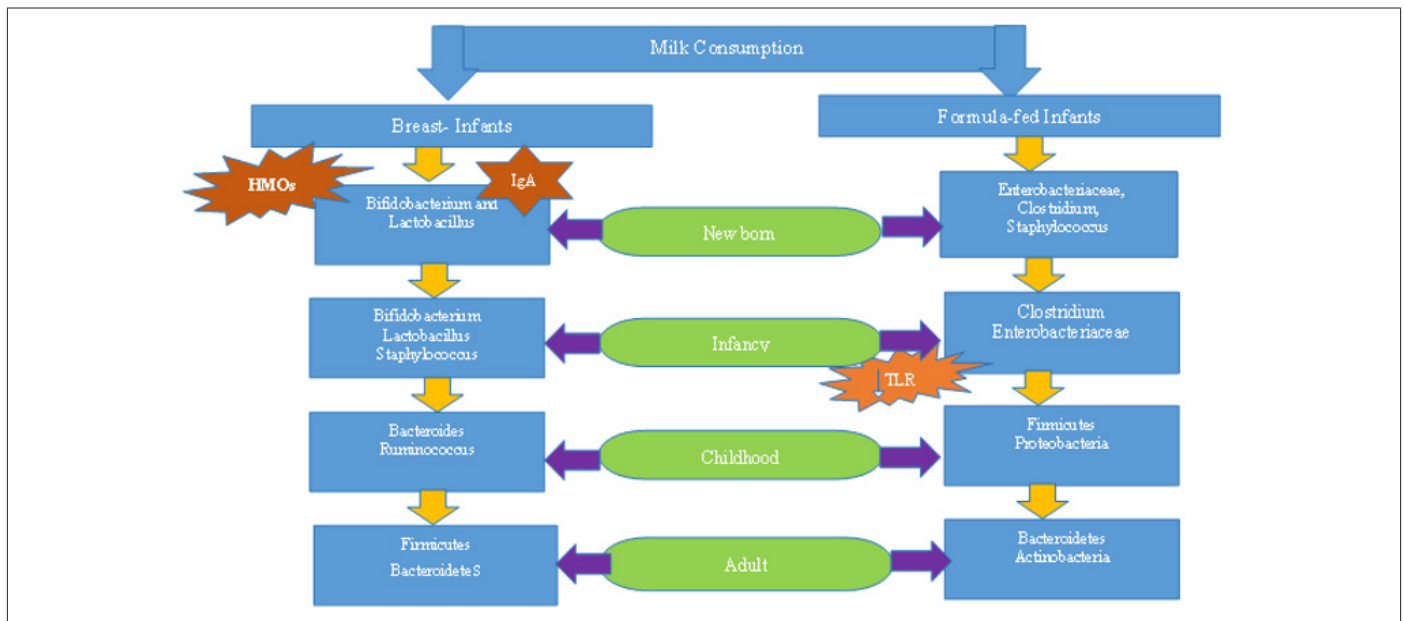 Milk Consumption
Breast- Infants
Formula-fed Infants
HMOs
IgA
Bifidobacterium and
Lactobacillus
New born
Enterobacteriaceae,
Clostridium,
Staphylococcus
Bifidobacterium
Lactobacillus
Staphylococcus
Infancy
Clostridium
Enterobacteriaceae
TLR
Bacteroides
Ruminococcus
Childhood
Firmicutes
Proteobacteria
Firmicutes
BacteroideteS
Adult
Bacteroidetes
Actinobacteria